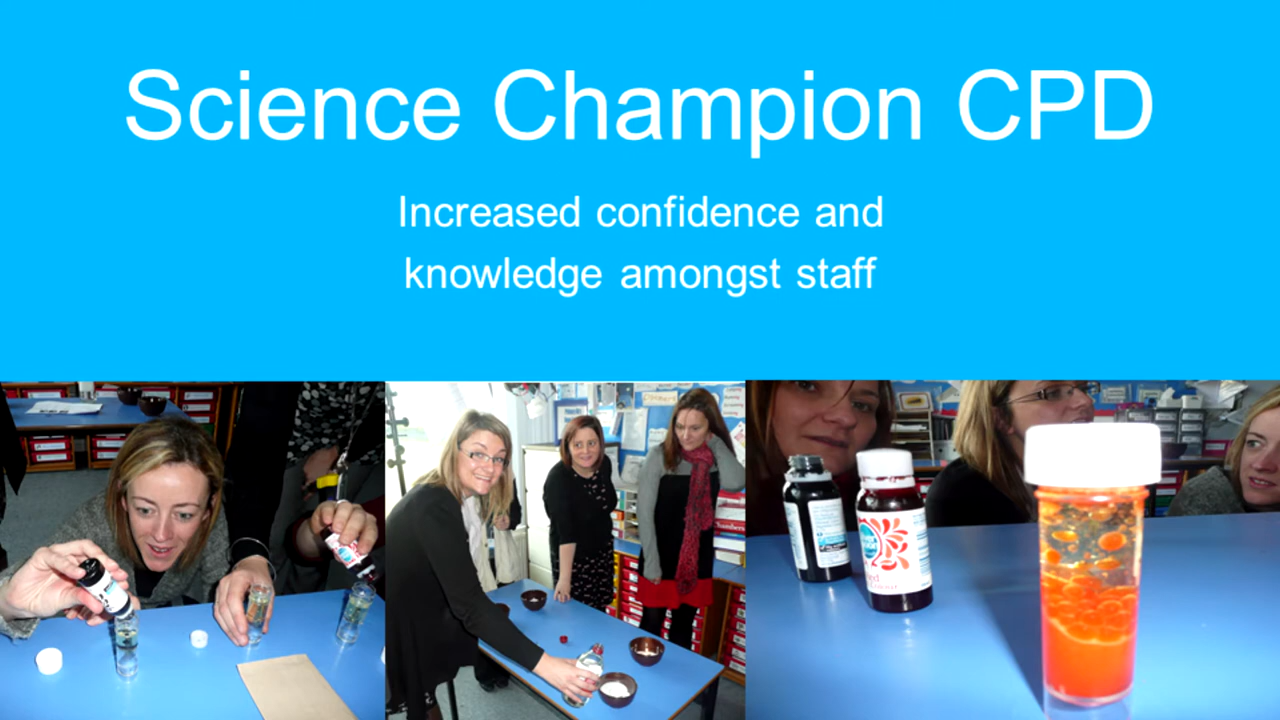 Science Champion CPD
Increased confidence and
knowledge amongst staff